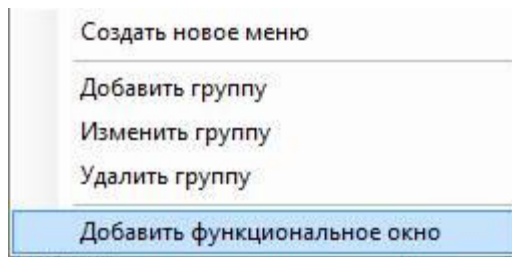 Создать новое меню
Добавить группу
Изменить группу
Удалить группу
Добавить функциональное окно